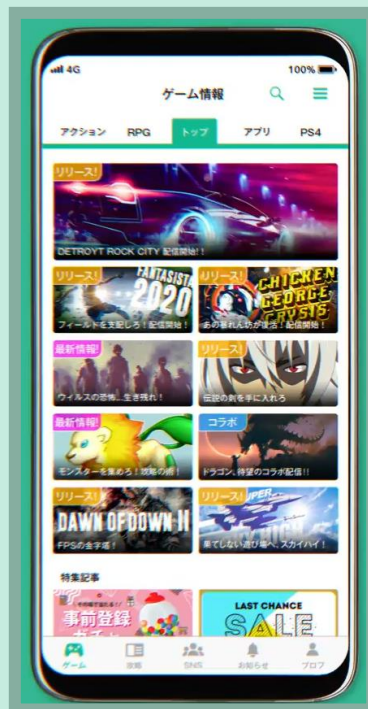 4G
100%
ゲーム情報
アクション RPG トップ アプリ PS4
リリース!
DETROYT ROCK CITY 配信開始!!
リリース!
FANTASISTA
2020
フィールドを支配しろ!配信開始!
リリース!
CHICKEN
GEORGE
CRYSIS
あの暴れん坊が復活!配信開始!
最新情報!
ウイルスの恐怖…生き残れ!
リリース!
伝説の剣を手に入れろ
最新情報!
モンスターを集めろ!攻略の術!
コラボ
ドラゴン、待望のコラボ配信!!
リリース!
DAWN OF DOWN II
FPSの金字塔!
リリース!
果てしない遊び場へ、スカイハイ!
特集記事
事前登録
LAST CHANCE
SALE
ゲーム 攻略 SNS お知らせ プロフ